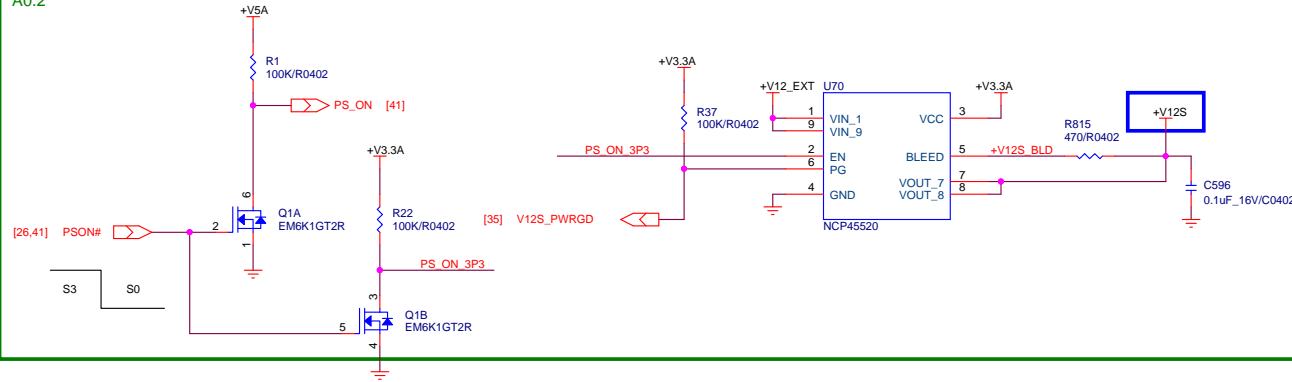 A0.2
+V5A
R1
100K/R0402
PS_ON [41]
+V3.3A
R22
100K/R0402
PS_ON_3P3
6
2
1
Q1A
EM6K1GT2R
[26,41] PSON#
S3 S0
3
5
4
Q1B
EM6K1GT2R
+V3.3A
R37
100K/R0402
PS_ON_3P3
[35] V12S_PWRGD
+V12_EXT
U70
1 VIN_1
9 VIN_9
2 EN
6 PG
4 GND
VCC 3
BLEED 5
VOUT_7 7
VOUT_8 8
NCP45520
+V3.3A
+V12S_BLD
R815
470/R0402
+V12S
C596
0.1uF_16V/C0402